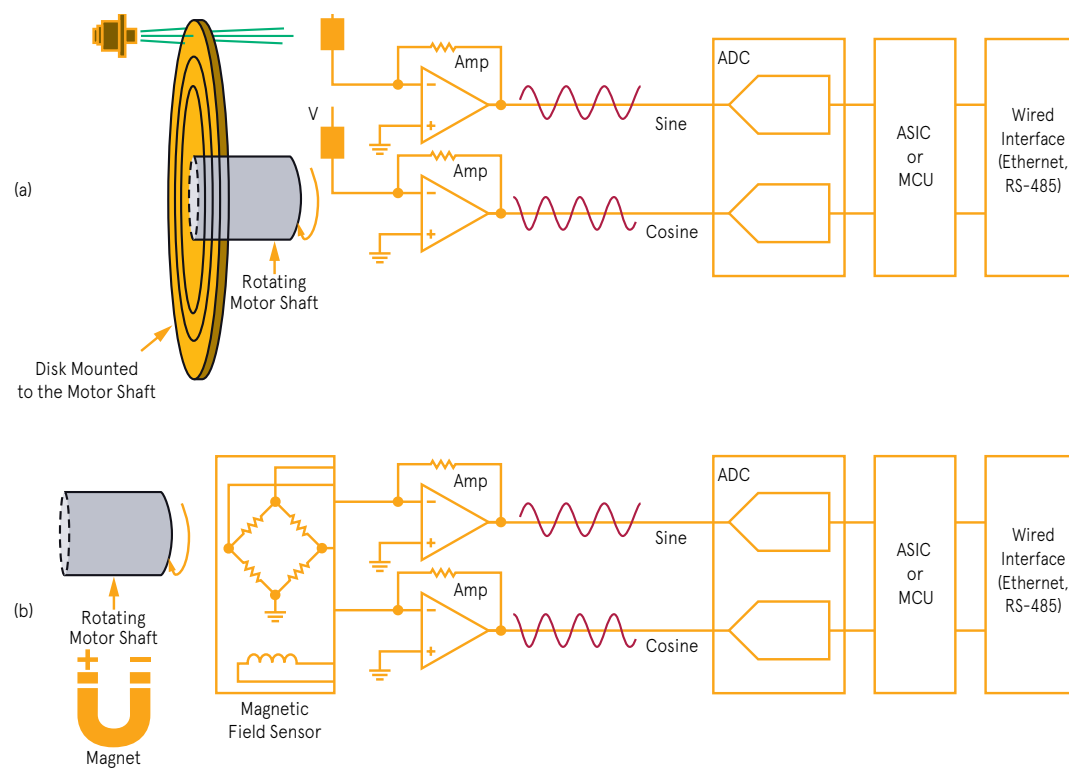 (a)
V
Amp
Sine
Amp
Cosine
ADC
ASIC
or
MCU
Wired
Interface
(Ethernet,
RS-485)
Rotating
Motor Shaft
Disk Mounted
to the Motor Shaft
(b)
Rotating
Motor Shaft
Magnet
Magnetic
Field Sensor
Amp
Sine
Amp
Cosine
ADC
ASIC
or
MCU
Wired
Interface
(Ethernet,
RS-485)